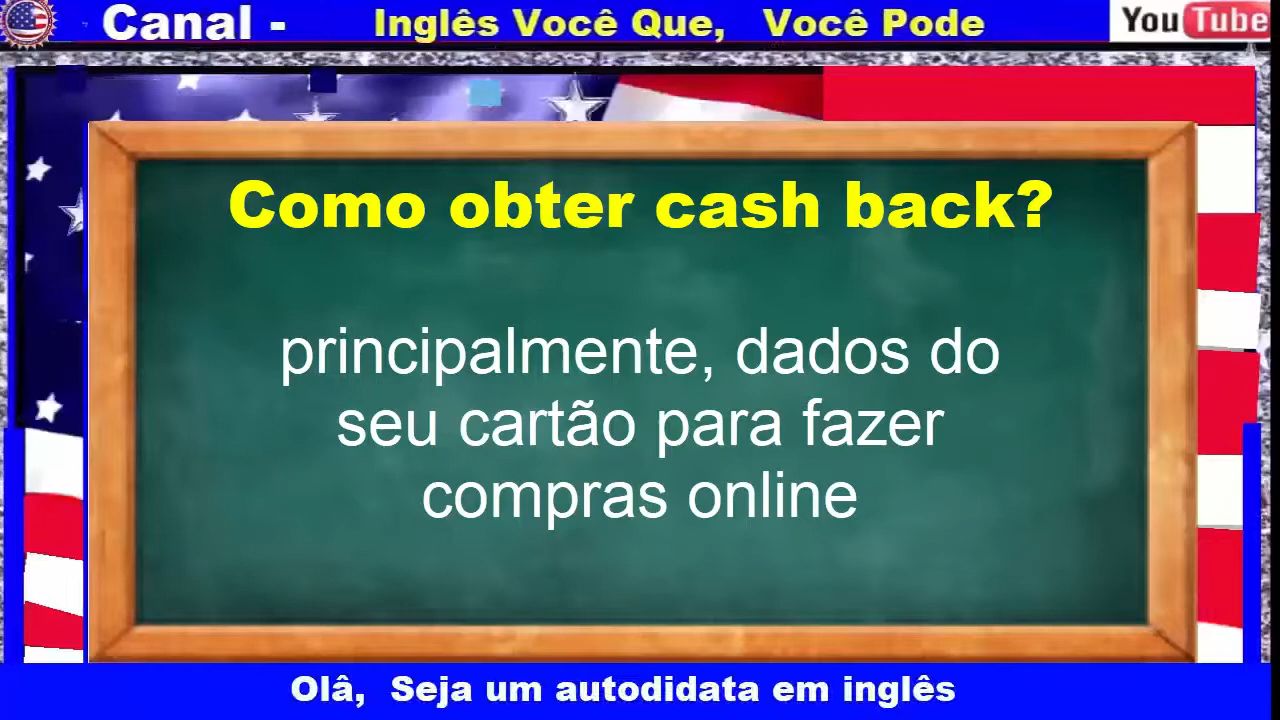 Canal - Inglês Você Que, Você Pode YouTube
Como obter cash back?
principalmente, dados do
seu cartão para fazer
compras online
Olâ, Seja um autodidata em inglês